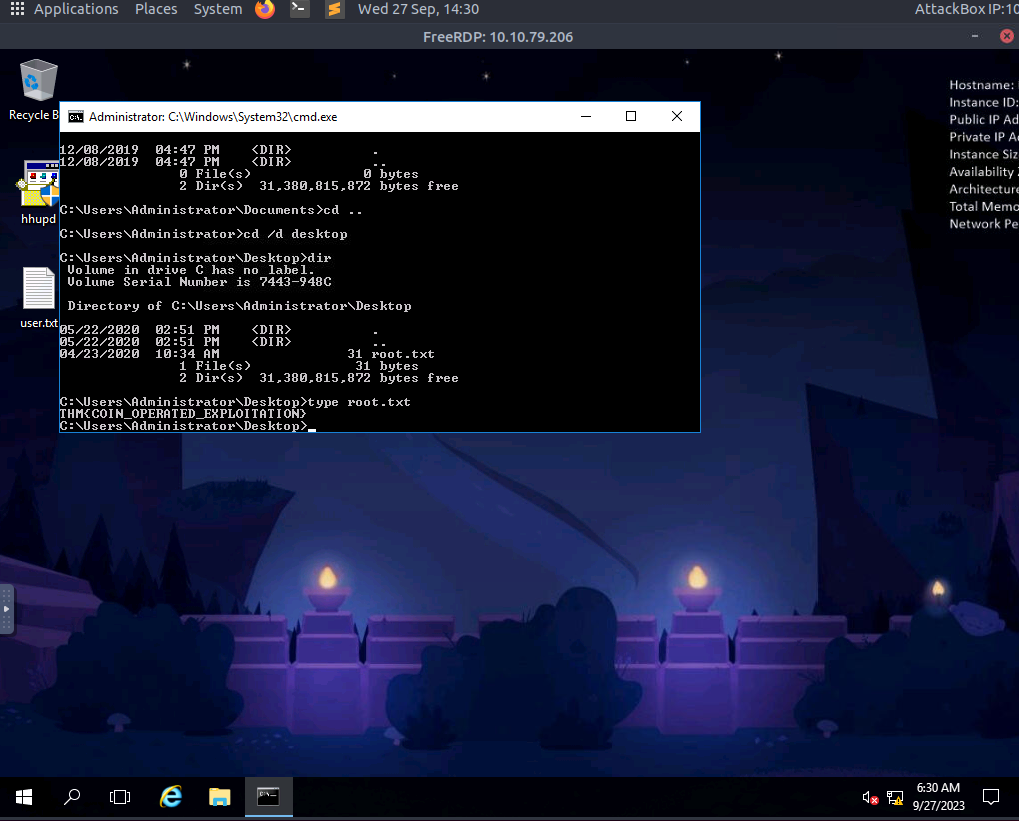 Applications Places System Wed 27 Sep, 14:30 AttackBox IP:10
FreeRDP: 10.10.79.206
Recycle B
hhupd
user.txt
Administrator: C:\Windows\System32\cmd.exe
12/08/2019 04:47 PM <DIR> .
12/08/2019 04:47 PM <DIR> ..
0 File(s) 0 bytes
2 Dir(s) 31,380,815,872 bytes free
C:\Users\Administrator\Documents>cd ..
C:\Users\Administrator>cd /d desktop
C:\Users\Administrator\Desktop>dir
Volume in drive C has no label.
Volume Serial Number is 7443-948C
Directory of C:\Users\Administrator\Desktop
05/22/2020 02:51 PM <DIR> .
05/22/2020 02:51 PM <DIR> ..
04/23/2020 10:34 AM 31 root.txt
1 File(s) 31 bytes
2 Dir(s) 31,380,815,872 bytes free
C:\Users\Administrator\Desktop>type root.txt
THM{COIN_OPERATED_EXPLOITATION}
C:\Users\Administrator\Desktop>
Hostname:
Instance ID:
Public IP Ad
Private IP A
Instance Siz
Availability
Architecture
Total Memo
Network Pe
6:30 AM
9/27/2023